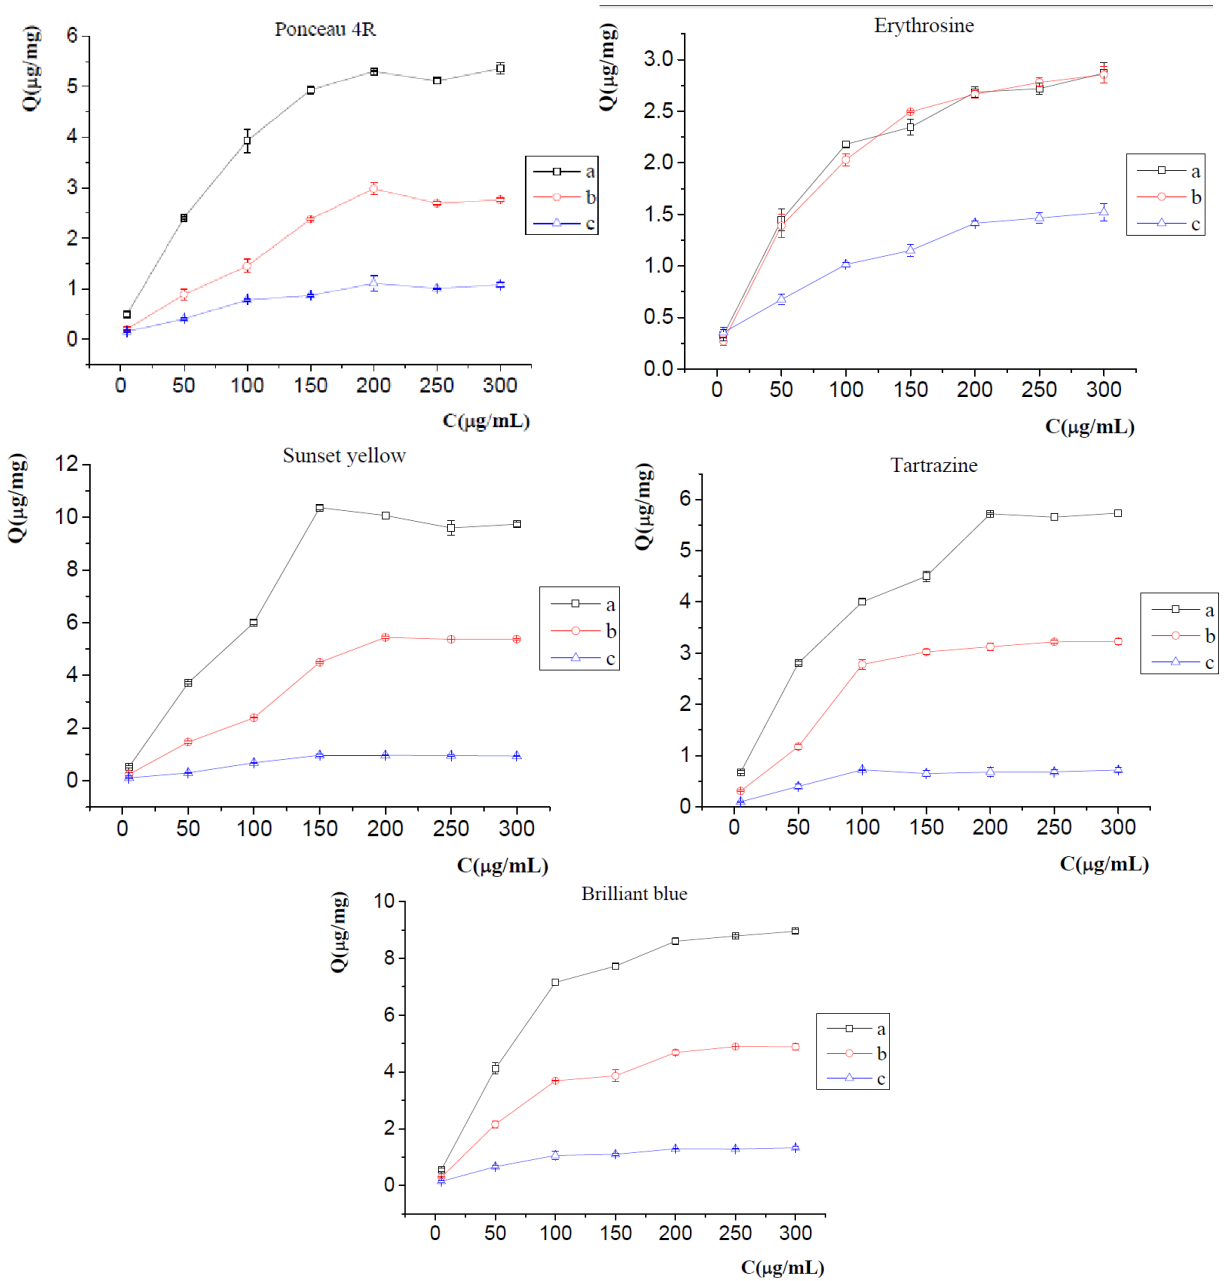 Ponceau 4R
Q(μg/mg)
6
5
4
3
2
1
0
0 50 100 150 200 250 300
C(μg/mL)
a
b
c
Erythrosine
Q(μg/mg)
3.0
2.5
2.0
1.5
1.0
0.5
0.0
0 50 100 150 200 250 300
C(μg/mL)
a
b
c
Sunset yellow
Q(μg/mg)
12
10
8
6
4
2
0
0 50 100 150 200 250 300
C(μg/mL)
a
b
c
Tartrazine
Q(μg/mg)
6
5
4
3
2
1
0
0 50 100 150 200 250 300
C(μg/mL)
a
b
c
Brilliant blue
Q(μg/mg)
10
8
6
4
2
0
0 50 100 150 200 250 300
C(μg/mL)
a
b
c